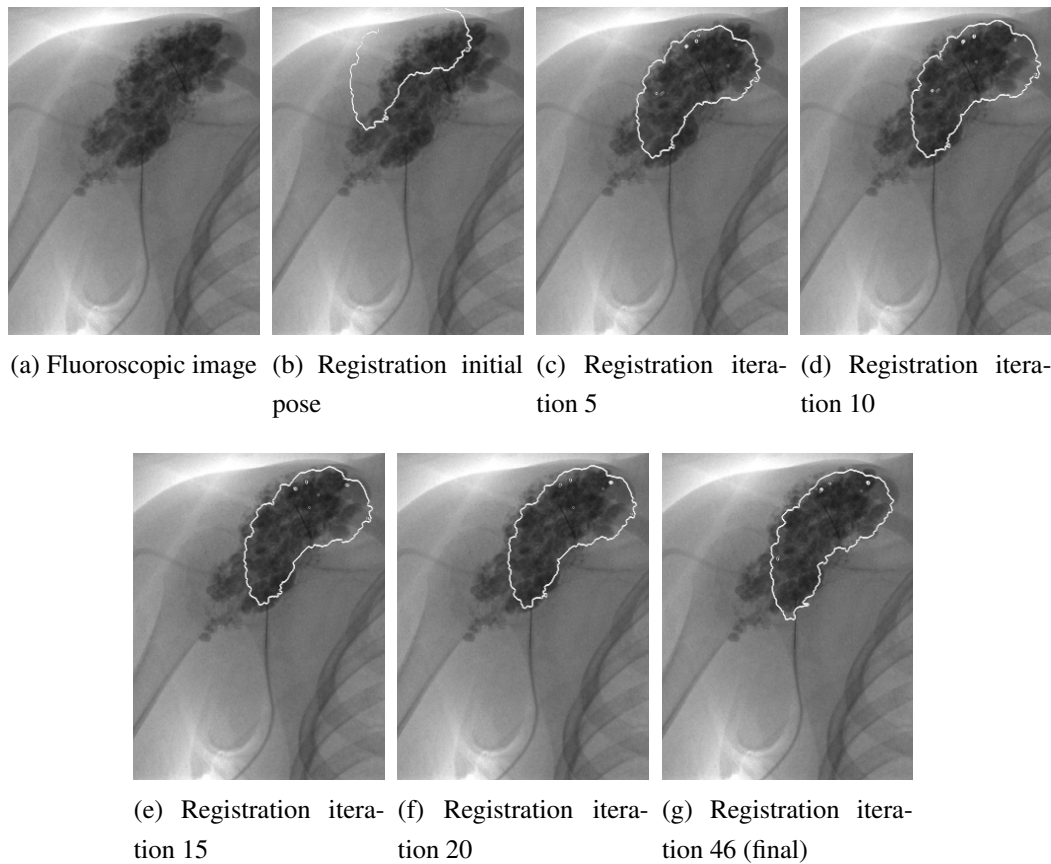 (a) Fluoroscopic image
(b) Registration initial
pose
(c) Registration itera-
tion 5
(d) Registration itera-
tion 10
(e) Registration itera-
tion 15
(f) Registration itera-
tion 20
(g) Registration itera-
tion 46 (final)